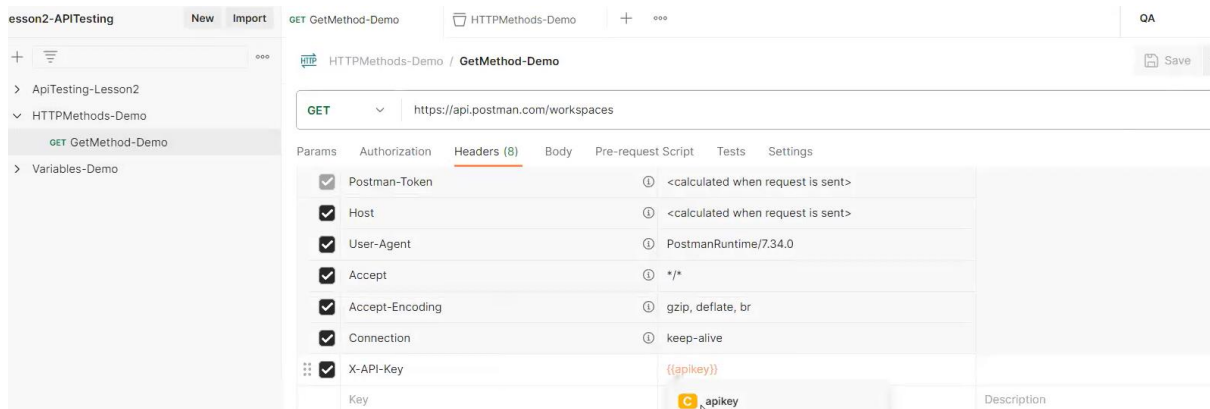 esson2-APITesting New Import GET GetMethod-Demo HTTPMethods-Demo + ooo QA
+ ooo HTTP HTTPMethods-Demo / GetMethod-Demo Save
> ApiTesting-Lesson2
HTTPMethods-Demo GET https://api.postman.com/workspaces
GET GetMethod-Demo
Params Authorization Headers (8) Body Pre-request Script Tests Settings
> Variables-Demo
Postman-Token <calculated when request is sent>
Host <calculated when request is sent>
User-Agent PostmanRuntime/7.34.0
Accept */*
Accept-Encoding gzip, deflate, br
Connection keep-alive
X-API-Key {{apikey}}
Key C apikey Description